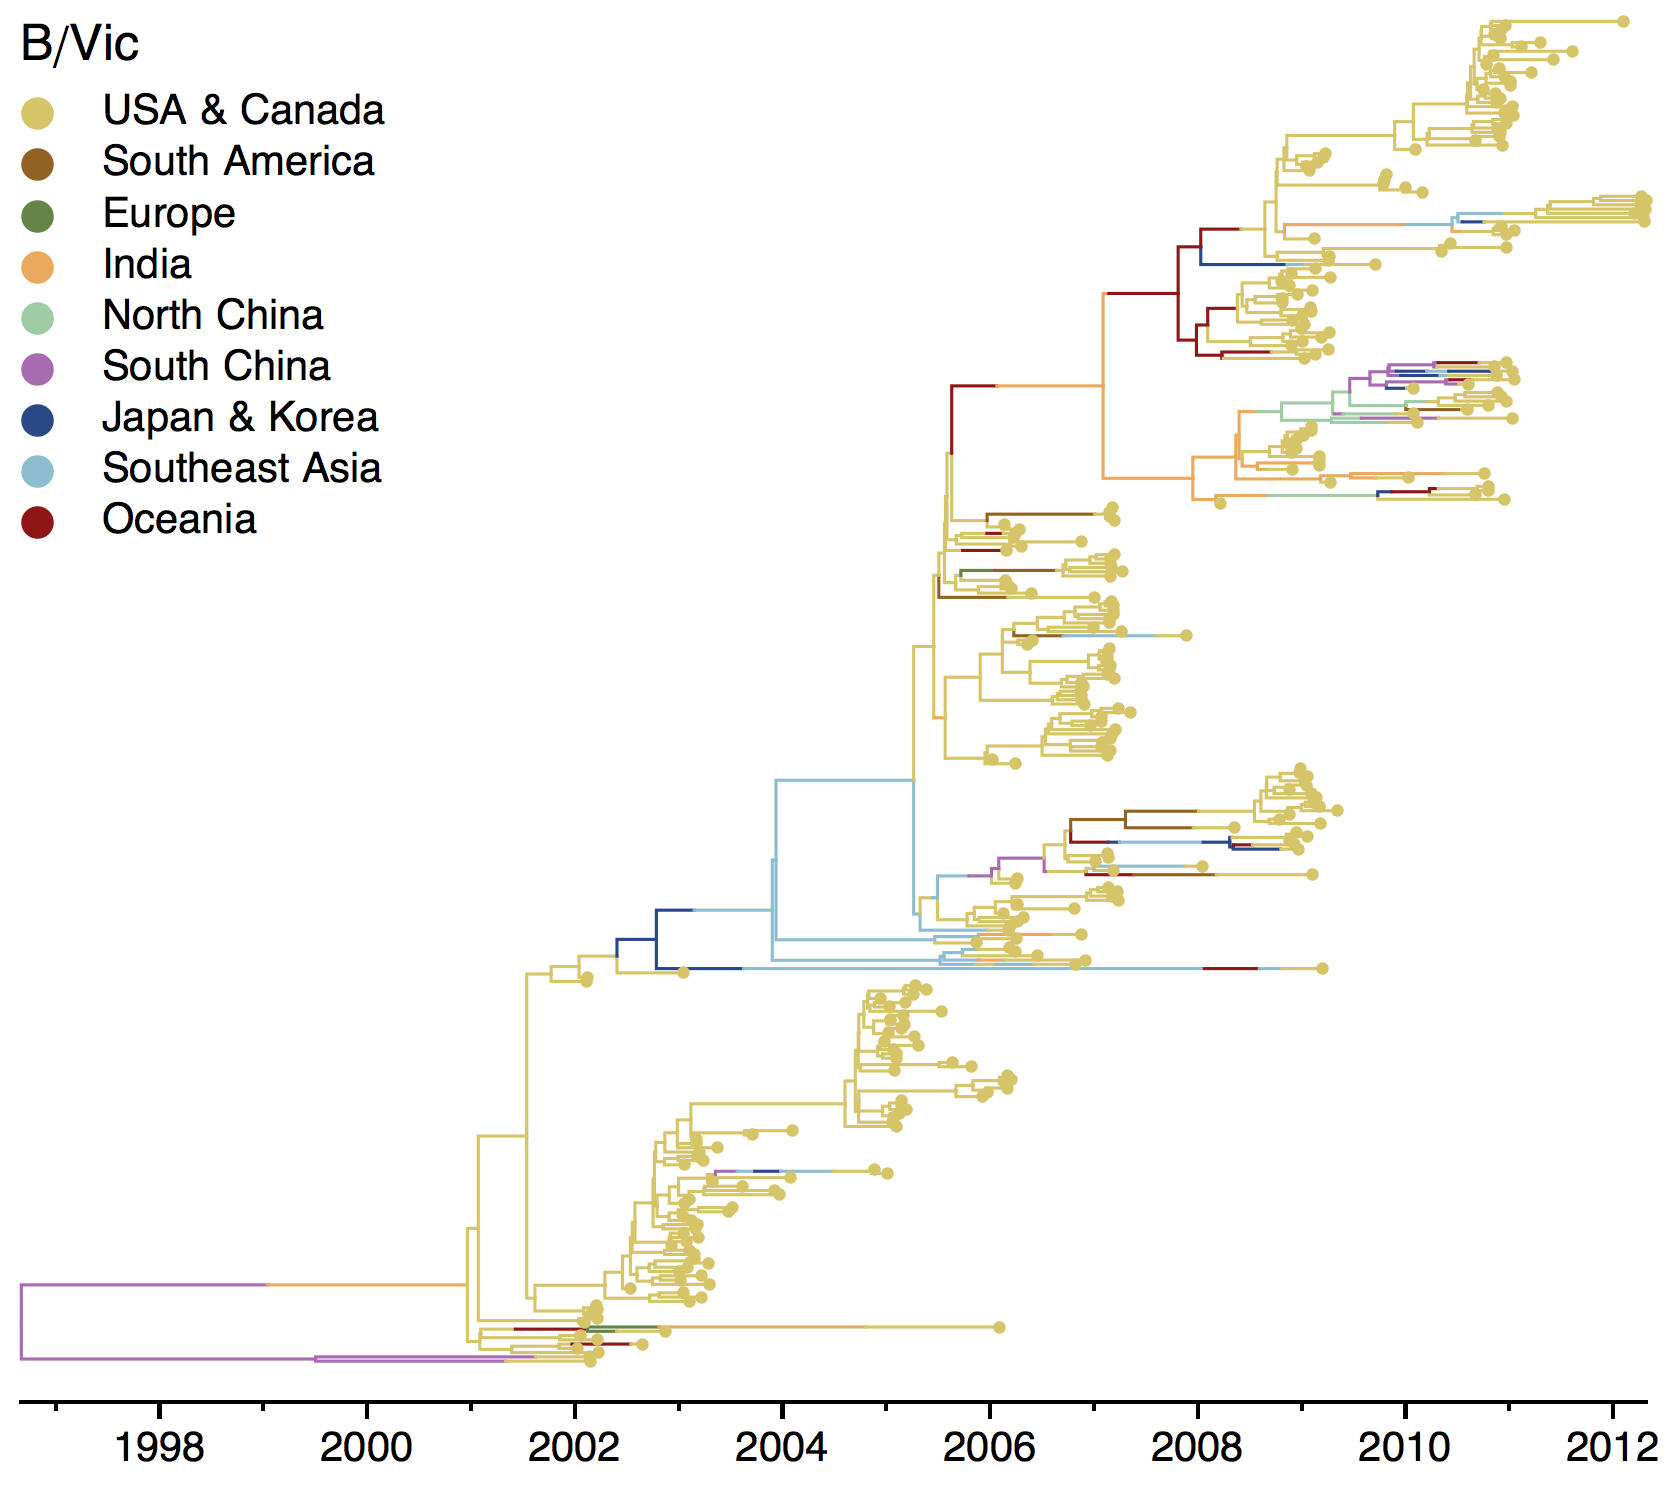 B/Vic
USA & Canada
South America
Europe
India
North China
South China
Japan & Korea
Southeast Asia
Oceania
1998 2000 2002 2004 2006 2008 2010 2012